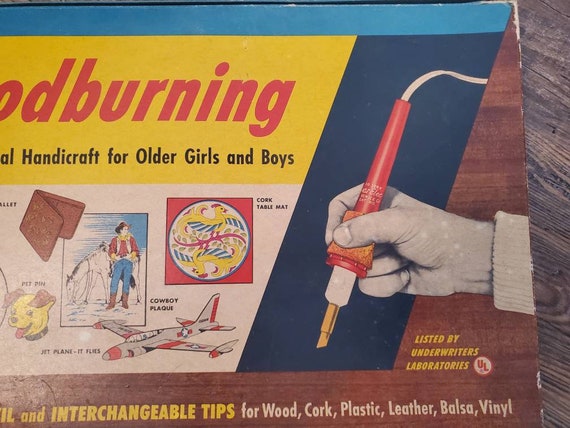 odburning
al Handicraft for Older Girls and Boys
ALLET
CORK
TABLE MAT
PET PIN
COWBOY
PLAQUE
JET PLANE-IT FLIES
LISTED BY
UNDERWRITERS
LABORATORIES UL
CIL and INTERCHANGEABLE TIPS for Wood, Cork, Plastic, Leather, Balsa, Vinyl